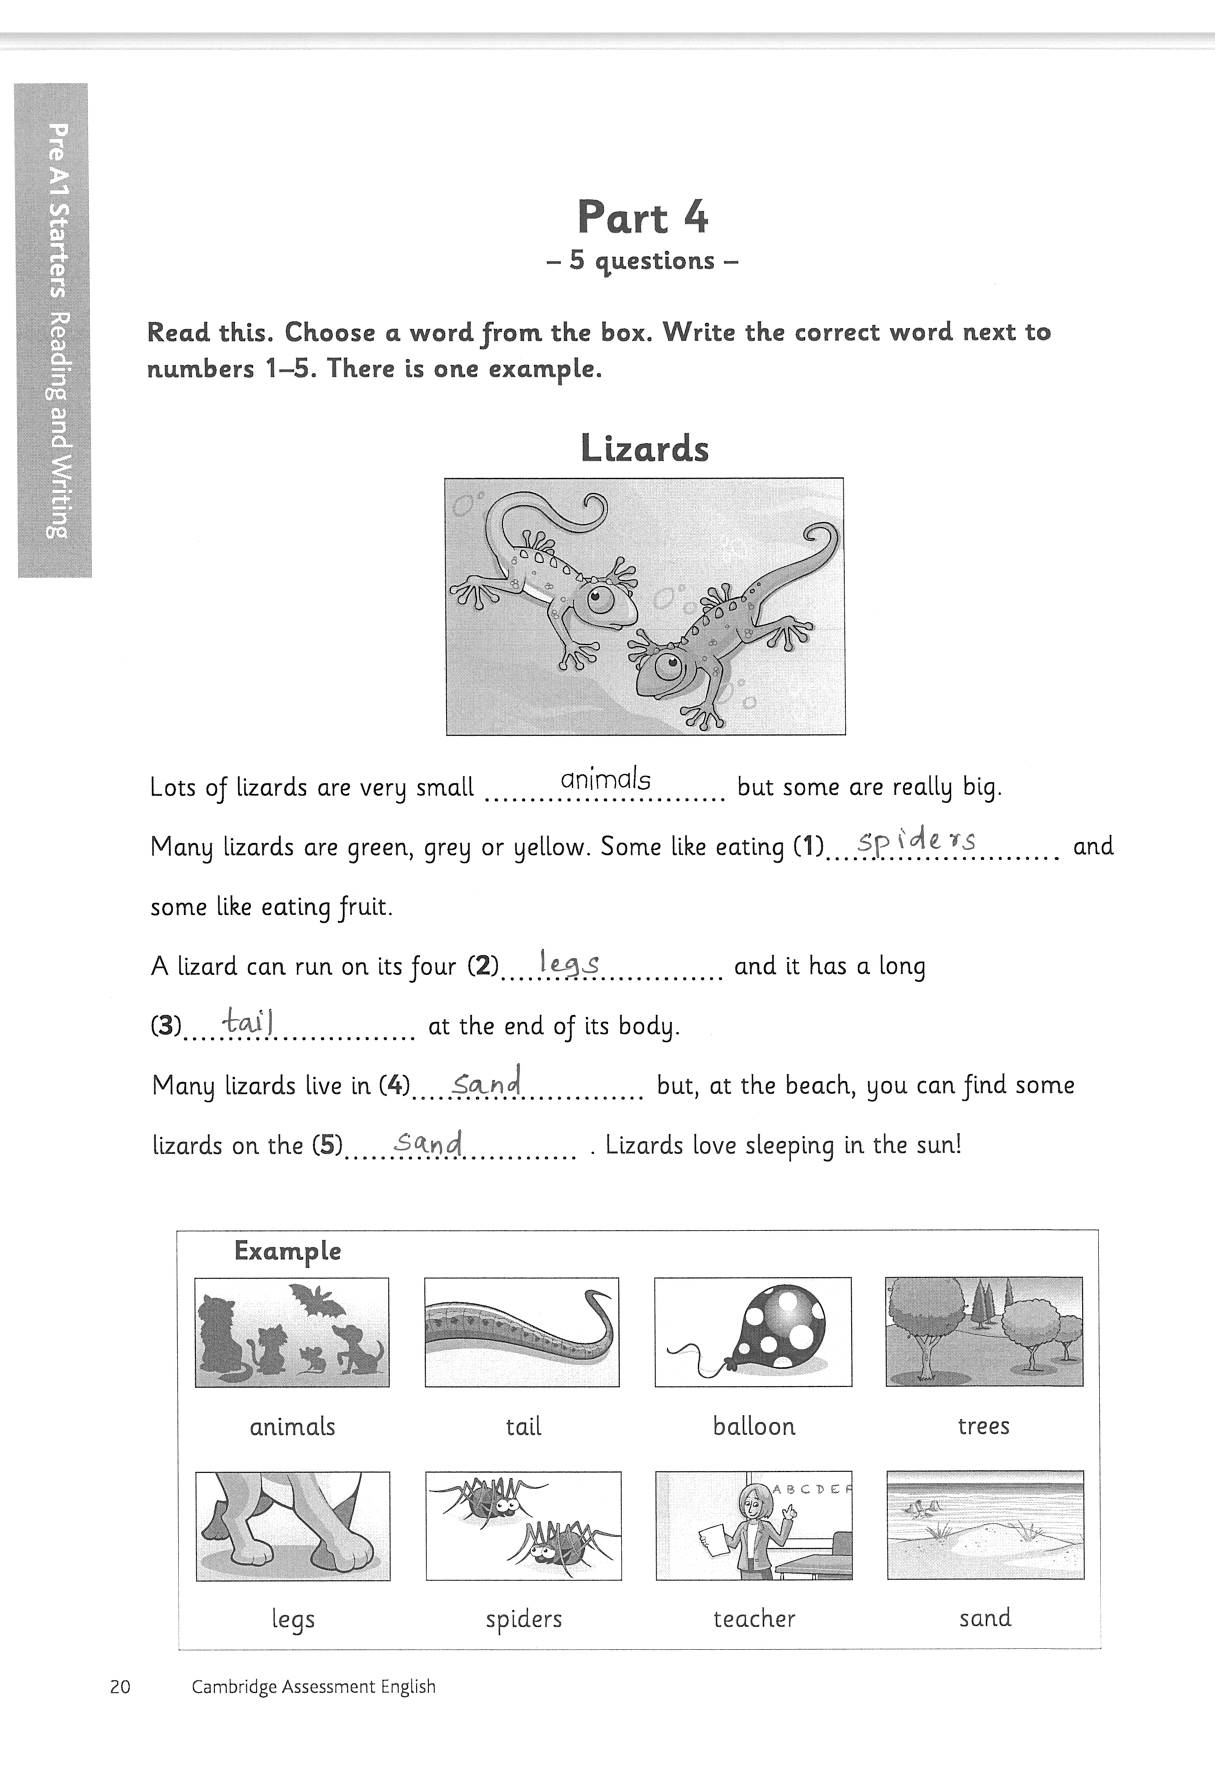 Pre A1 Starters Reading and Writing
Part 4
– 5 questions –
Read this. Choose a word from the box. Write the correct word next to
numbers 1–5. There is one example.
Lizards
Lots of lizards are very small animals but some are really big.
Many lizards are green, grey or yellow. Some like eating (1) spiders and
some like eating fruit.
A lizard can run on its four (2) legs and it has a long
(3) tail at the end of its body.
Many lizards live in (4) sand but, at the beach, you can find some
lizards on the (5) sand . Lizards love sleeping in the sun!
Example
animals tail balloon trees
A B C D E F
legs spiders teacher sand
20 Cambridge Assessment English